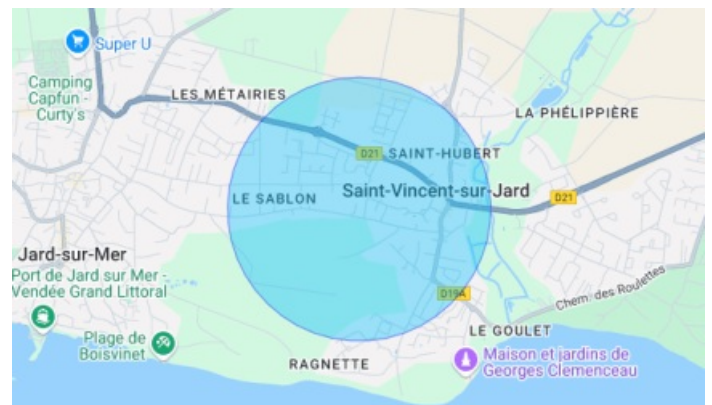 Super U
Camping
Capfun -
Curty's
LES MÉTAIRIES
LA PHÉLIPPIÈRE
D21
SAINT-HUBERT
LE SABLON
Saint-Vincent-sur-Jard
D21
Jard-sur-Mer
Port de Jard sur Mer -
Vendée Grand Littoral
Chem. des Roulettes
D19A
Plage de
Boisvinet
LE GOULET
RAGNETTE
Maison et jardins de
Georges Clemenceau